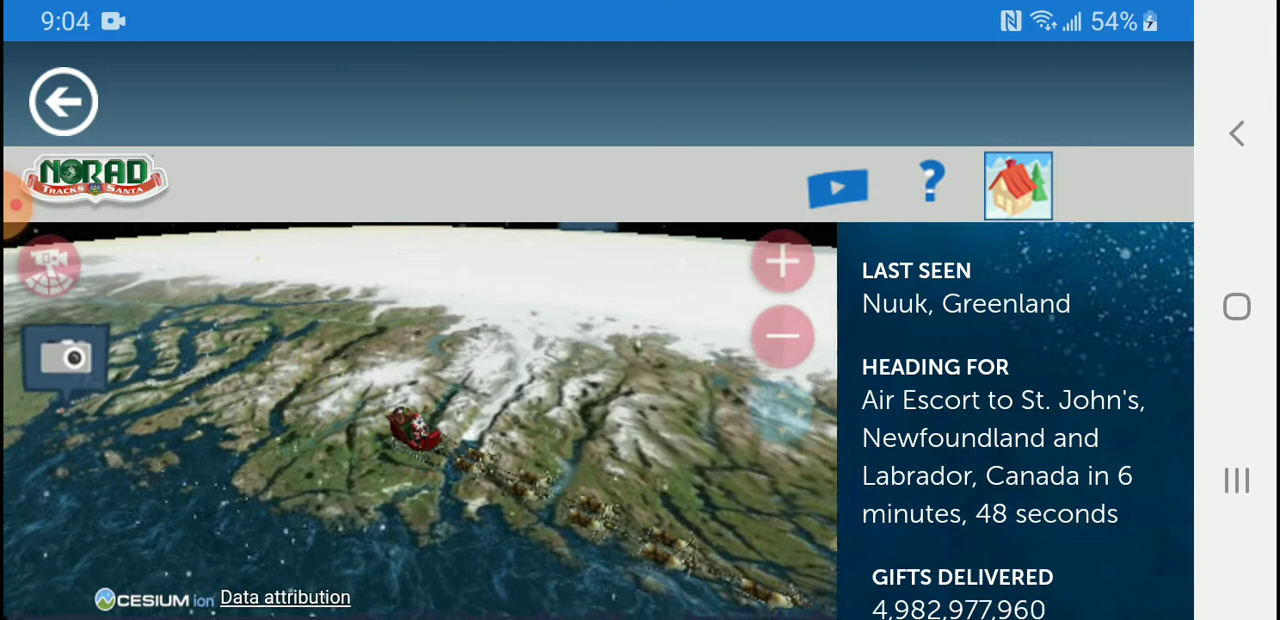 9:04
54%
NORAD
TRACKS SANTA
?
LAST SEEN
Nuuk, Greenland
HEADING FOR
Air Escort to St. John's,
Newfoundland and
Labrador, Canada in 6
minutes, 48 seconds
GIFTS DELIVERED
4,982,977,960
CESIUM ion Data attribution